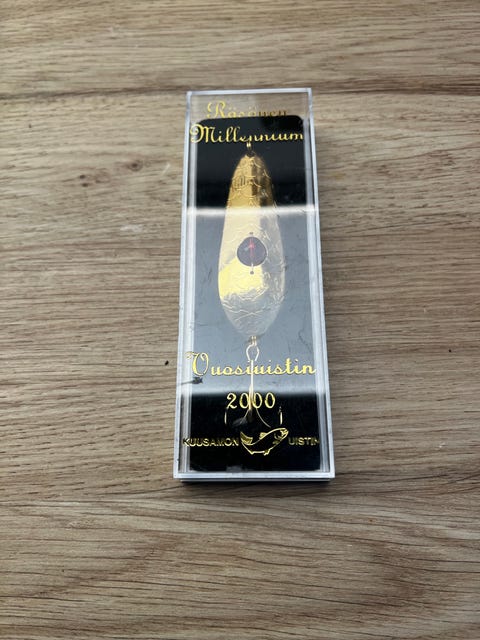 Räsänen
Millennium
Vuosiuistin
2000
KUUSAMON UISTIN